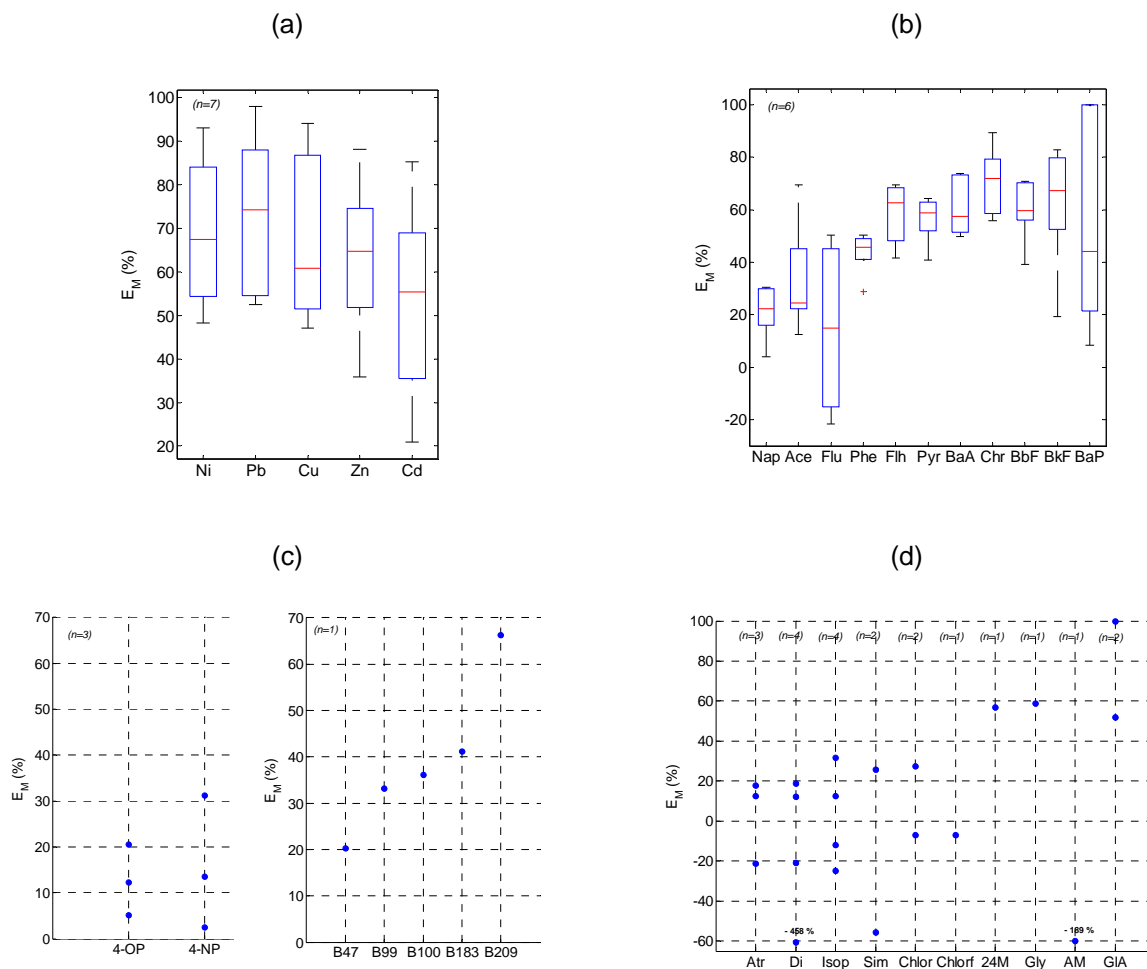 (a)
(n=7)
100
90
80
70
60
50
40
30
20
E_M (%)
Ni Pb Cu Zn Cd
(b)
(n=6)
100
80
60
40
20
0
-20
E_M (%)
Nap Ace Flu Phe Flh Pyr BaA Chr BbF BkF BaP
(c)
(n=3)
70
60
50
40
30
20
10
0
E_M (%)
4-OP 4-NP
(n=1)
70
60
50
40
30
20
10
0
E_M (%)
B47 B99 B100 B183 B209
(d)
(n=3) (n=4) (n=4) (n=2) (n=2) (n=1) (n=1) (n=1) (n=1) (n=2)
100
80
60
40
20
0
-20
-40
-60
E_M (%)
- 458 % - 169 %
Atr Di Isop Sim Chlor Chlorf 24M Gly AM GlA